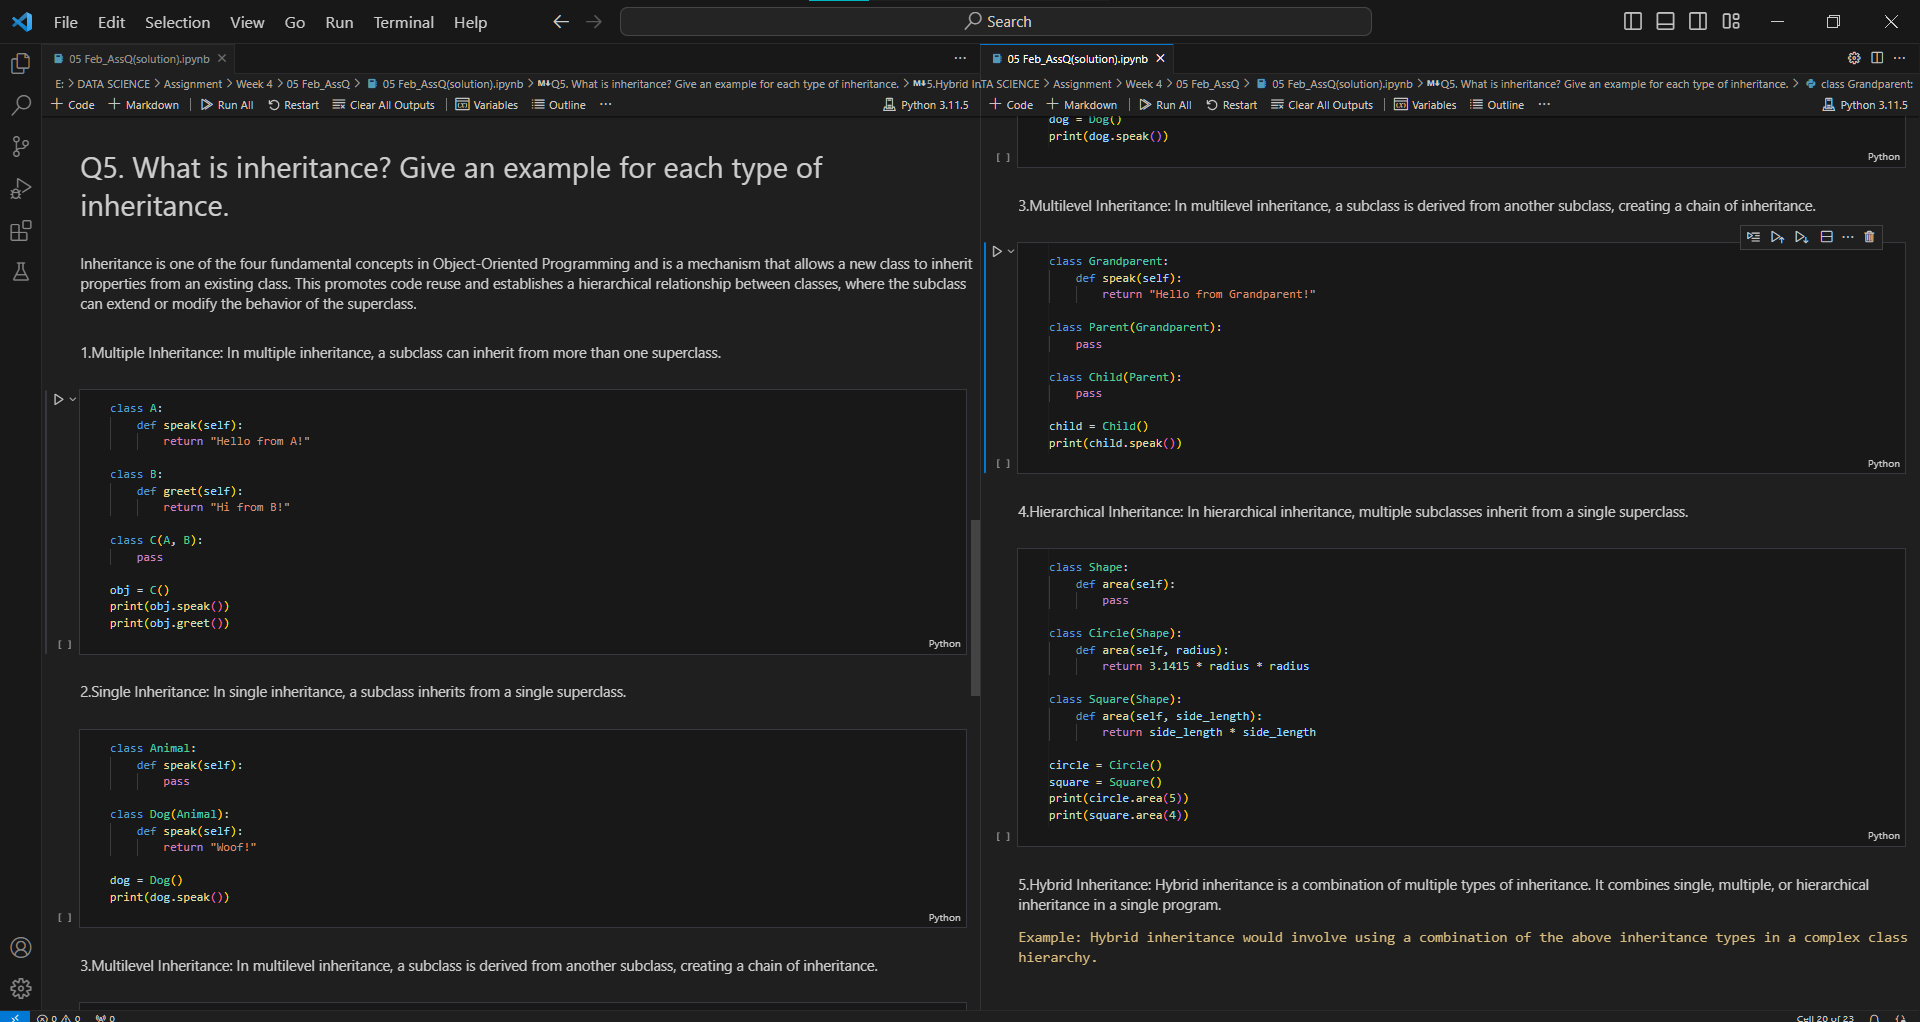 File Edit Selection View Go Run Terminal Help
Search
05 Feb_AssQ(solution).ipynb
E: > DATA SCIENCE > Assignment > Week 4 > 05 Feb_AssQ > 05 Feb_AssQ(solution).ipynb > M↓Q5. What is inheritance? Give an example for each type of inheritance. > M↓5.Hybrid In
+ Code + Markdown Run All Restart Clear All Outputs Variables Outline ··· Python 3.11.5
Q5. What is inheritance? Give an example for each type of
inheritance.
Inheritance is one of the four fundamental concepts in Object-Oriented Programming and is a mechanism that allows a new class to inherit
properties from an existing class. This promotes code reuse and establishes a hierarchical relationship between classes, where the subclass
can extend or modify the behavior of the superclass.
1.Multiple Inheritance: In multiple inheritance, a subclass can inherit from more than one superclass.
class A:
def speak(self):
return "Hello from A!"
class B:
def greet(self):
return "Hi from B!"
class C(A, B):
pass
obj = C()
print(obj.speak())
print(obj.greet())
[ ]
Python
2.Single Inheritance: In single inheritance, a subclass inherits from a single superclass.
class Animal:
def speak(self):
pass
class Dog(Animal):
def speak(self):
return "Woof!"
dog = Dog()
print(dog.speak())
[ ]
Python
3.Multilevel Inheritance: In multilevel inheritance, a subclass is derived from another subclass, creating a chain of inheritance.
05 Feb_AssQ(solution).ipynb
TA SCIENCE > Assignment > Week 4 > 05 Feb_AssQ > 05 Feb_AssQ(solution).ipynb > M↓Q5. What is inheritance? Give an example for each type of inheritance. > class Grandparent:
+ Code + Markdown Run All Restart Clear All Outputs Variables Outline ··· Python 3.11.5
dog = Dog()
print(dog.speak())
[ ]
Python
3.Multilevel Inheritance: In multilevel inheritance, a subclass is derived from another subclass, creating a chain of inheritance.
class Grandparent:
def speak(self):
return "Hello from Grandparent!"
class Parent(Grandparent):
pass
class Child(Parent):
pass
child = Child()
print(child.speak())
[ ]
Python
4.Hierarchical Inheritance: In hierarchical inheritance, multiple subclasses inherit from a single superclass.
class Shape:
def area(self):
pass
class Circle(Shape):
def area(self, radius):
return 3.1415 * radius * radius
class Square(Shape):
def area(self, side_length):
return side_length * side_length
circle = Circle()
square = Square()
print(circle.area(5))
print(square.area(4))
[ ]
Python
5.Hybrid Inheritance: Hybrid inheritance is a combination of multiple types of inheritance. It combines single, multiple, or hierarchical
inheritance in a single program.
Example: Hybrid inheritance would involve using a combination of the above inheritance types in a complex class
hierarchy.
0 0 0
Cell 20 of 23